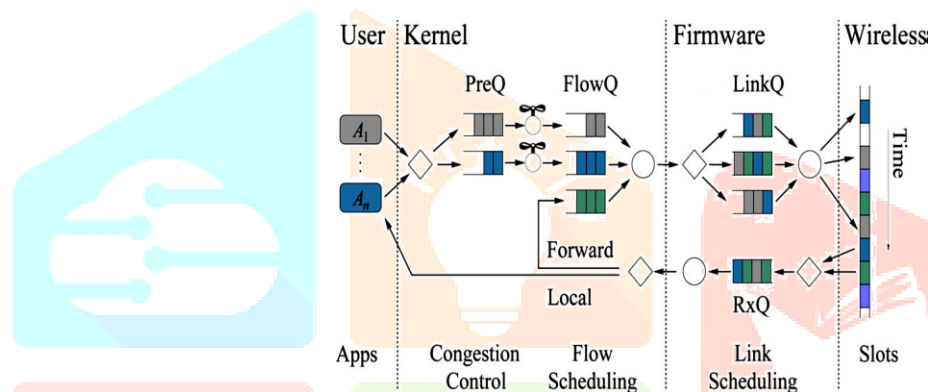 User
Kernel
Firmware
Wireless
PreQ
FlowQ
LinkQ
A1
An
Time
Forward
Local
RxQ
Apps
Congestion
Control
Flow
Scheduling
Link
Scheduling
Slots